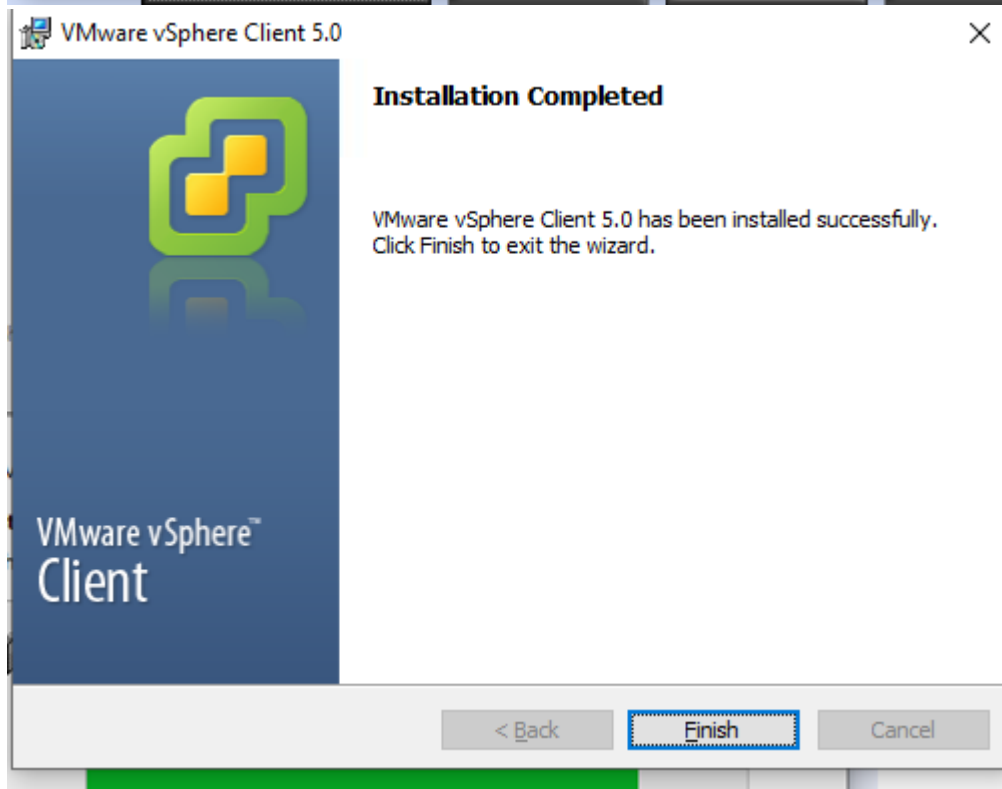 VMware vSphere Client 5.0
Installation Completed
VMware vSphere Client 5.0 has been installed successfully.
Click Finish to exit the wizard.
VMware vSphere™
Client
< Back
Finish
Cancel